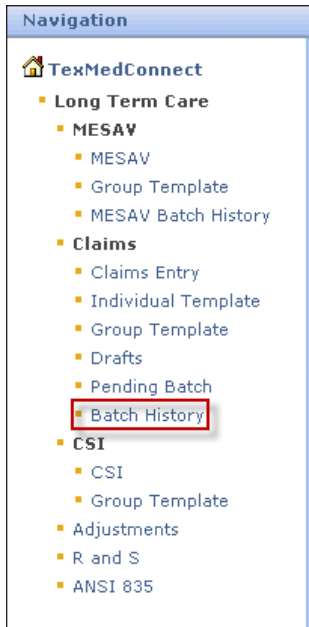 Navigation
TexMedConnect
Long Term Care
MESAV
MESAV
Group Template
MESAV Batch History
Claims
Claims Entry
Individual Template
Group Template
Drafts
Pending Batch
Batch History
CSI
CSI
Group Template
Adjustments
R and S
ANSI 835